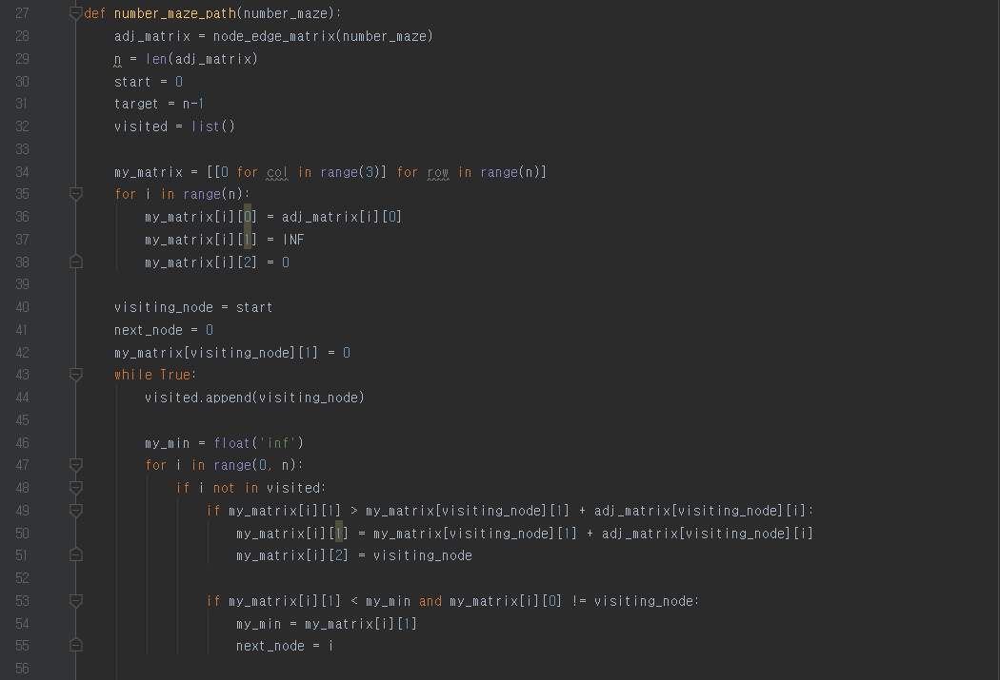 27 def number_maze_path(number_maze):
28     adj_matrix = node_edge_matrix(number_maze)
29     n = len(adj_matrix)
30     start = 0
31     target = n-1
32     visited = list()
33
34     my_matrix = [[0 for col in range(3)] for row in range(n)]
35     for i in range(n):
36         my_matrix[i][0] = adj_matrix[i][0]
37         my_matrix[i][1] = INF
38         my_matrix[i][2] = 0
39
40     visiting_node = start
41     next_node = 0
42     my_matrix[visiting_node][1] = 0
43     while True:
44         visited.append(visiting_node)
45
46         my_min = float('inf')
47         for i in range(0, n):
48             if i not in visited:
49                 if my_matrix[i][1] > my_matrix[visiting_node][1] + adj_matrix[visiting_node][i]:
50                     my_matrix[i][1] = my_matrix[visiting_node][1] + adj_matrix[visiting_node][i]
51                     my_matrix[i][2] = visiting_node
52
53                 if my_matrix[i][1] < my_min and my_matrix[i][0] != visiting_node:
54                     my_min = my_matrix[i][1]
55                     next_node = i
56